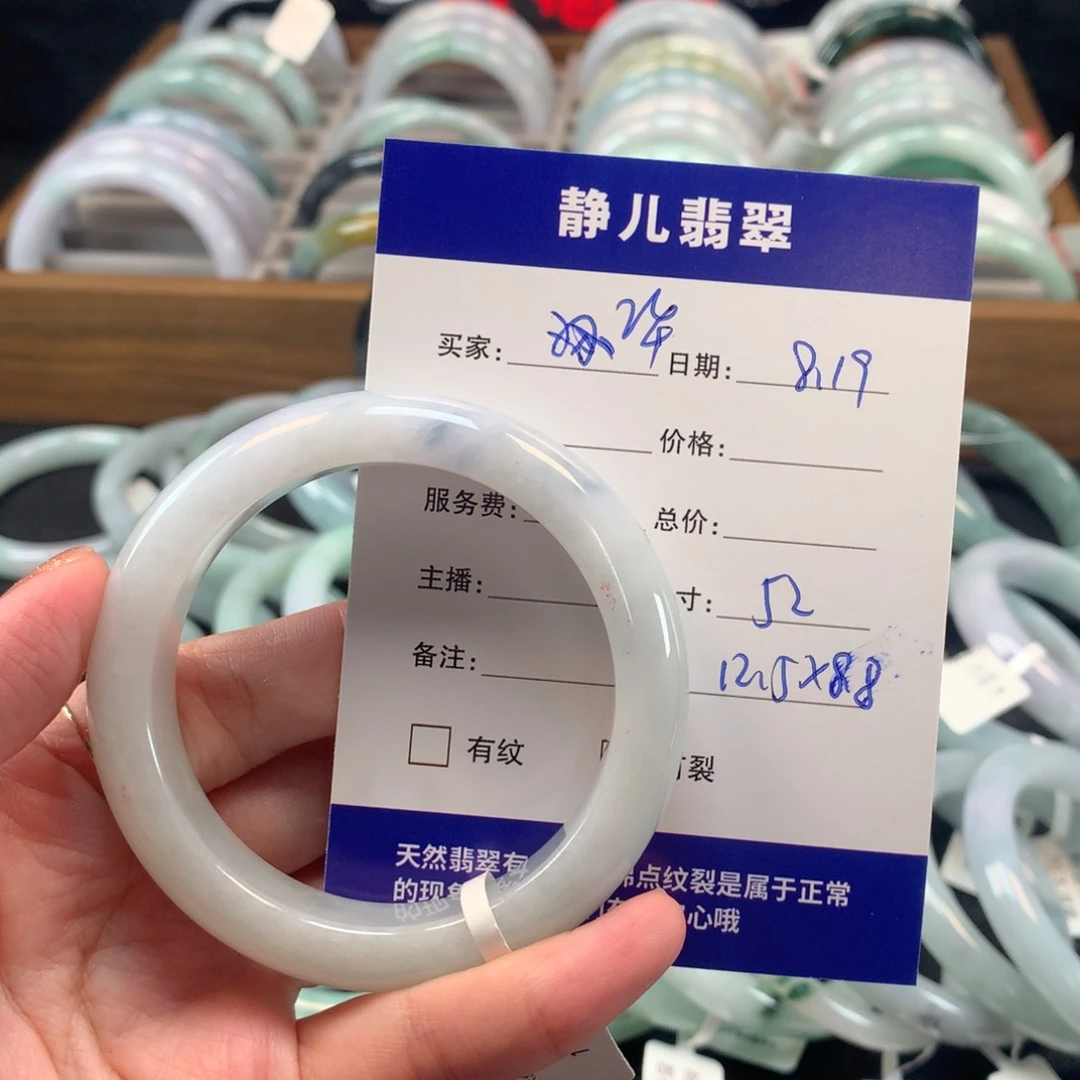 静儿翡翠
买家: 日期: 8.19
价格:
服务费: 总价:
主播: 寸: 52
备注: 12.5×8.8
有纹 裂
天然翡翠有 点纹裂是属于正常
的现象 心哦